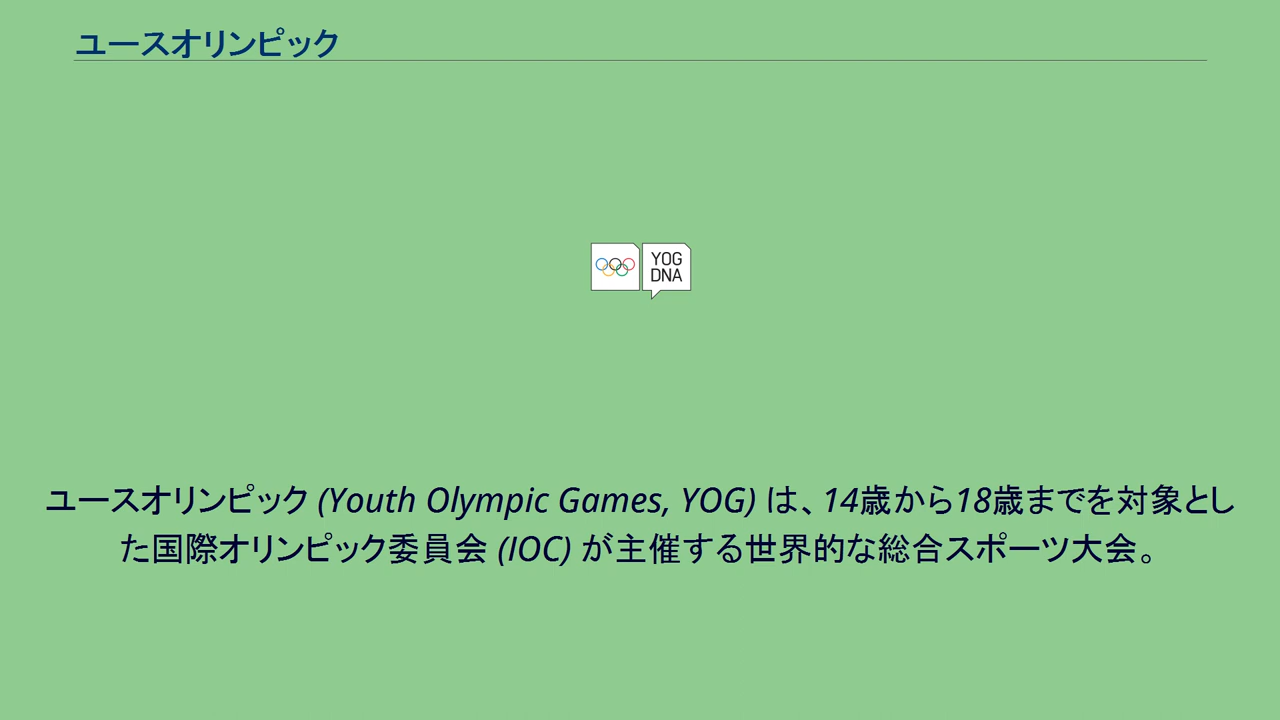 ユースオリンピック
YOG
DNA
ユースオリンピック (Youth Olympic Games, YOG) は、14歳から18歳までを対象とし
た国際オリンピック委員会 (IOC) が主催する世界的な総合スポーツ大会。